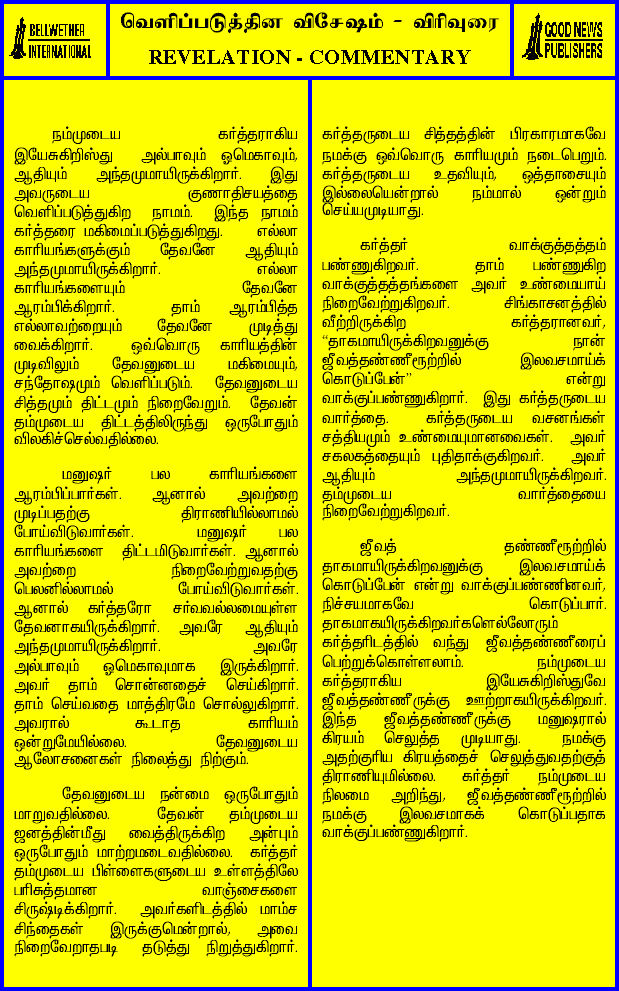 BELLWETHER
INTERNATIONAL
வெளிப்படுத்தின விசேஷம் - விரிவுரை
REVELATION - COMMENTARY
GOOD NEWS
PUBLISHERS
நம்முடைய கர்த்தராகிய
இயேசுகிறிஸ்து அல்பாவும் ஓமெகாவும்,
ஆதியும் அந்தமுமாயிருக்கிறார். இது
அவருடைய குணாதிசயத்தை
வெளிப்படுத்துகிற நாமம். இந்த நாமம்
கர்த்தரை மகிமைப்படுத்துகிறது. எல்லா
காரியங்களுக்கும் தேவனே ஆதியும்
அந்தமுமாயிருக்கிறார். எல்லா
காரியங்களையும் தேவனே
ஆரம்பிக்கிறார். தாம் ஆரம்பித்த
எல்லாவற்றையும் தேவனே முடித்து
வைக்கிறார். ஒவ்வொரு காரியத்தின்
முடிவிலும் தேவனுடைய மகிமையும்,
சந்தோஷமும் வெளிப்படும். தேவனுடைய
சித்தமும் திட்டமும் நிறைவேறும். தேவன்
தம்முடைய திட்டத்திலிருந்து ஒருபோதும்
விலகிச்செல்வதில்லை.
மனுஷர் பல காரியங்களை
ஆரம்பிப்பார்கள். ஆனால் அவற்றை
முடிப்பதற்கு திராணியில்லாமல்
போய்விடுவார்கள். மனுஷர் பல
காரியங்களை திட்டமிடுவார்கள். ஆனால்
அவற்றை நிறைவேற்றுவதற்கு
பெலனில்லாமல் போய்விடுவார்கள்.
ஆனால் கர்த்தரோ சர்வவல்லமையுள்ள
தேவனாகயிருக்கிறார். அவரே ஆதியும்
அந்தமுமாயிருக்கிறார். அவரே
அல்பாவும் ஓமெகாவுமாக இருக்கிறார்.
அவர் தாம் சொன்னதைச் செய்கிறார்.
தாம் செய்வதை மாத்திரமே சொல்லுகிறார்.
அவரால் கூடாத காரியம்
ஒன்றுமேயில்லை. தேவனுடைய
ஆலோசனைகள் நிலைத்து நிற்கும்.
தேவனுடைய நன்மை ஒருபோதும்
மாறுவதில்லை. தேவன் தம்முடைய
ஜனத்தின்மீது வைத்திருக்கிற அன்பும்
ஒருபோதும் மாற்றமடைவதில்லை. கர்த்தர்
தம்முடைய பிள்ளைகளுடைய உள்ளத்திலே
பரிசுத்தமான வாஞ்சைகளை
சிருஷ்டிக்கிறார். அவர்களிடத்தில் மாம்ச
சிந்தைகள் இருக்குமென்றால், அவை
நிறைவேறாதபடி தடுத்து நிறுத்துகிறார்.
கர்த்தருடைய சித்தத்தின் பிரகாரமாகவே
நமக்கு ஒவ்வொரு காரியமும் நடைபெறும்.
கர்த்தருடைய உதவியும், ஒத்தாசையும்
இல்லையென்றால் நம்மால் ஒன்றும்
செய்யமுடியாது.
கர்த்தர் வாக்குத்தத்தம்
பண்ணுகிறவர். தாம் பண்ணுகிற
வாக்குத்தத்தங்களை அவர் உண்மையாய்
நிறைவேற்றுகிறவர். சிங்காசனத்தில்
வீற்றிருக்கிற கர்த்தரானவர்,
“தாகமாயிருக்கிறவனுக்கு நான்
ஜீவத்தண்ணீரூற்றில் இலவசமாய்க்
கொடுப்பேன்” என்று
வாக்குப்பண்ணுகிறார். இது கர்த்தருடைய
வார்த்தை. கர்த்தருடைய வசனங்கள்
சத்தியமும் உண்மையுமானவைகள். அவர்
சகலகத்தையும் புதிதாக்குகிறவர். அவர்
ஆதியும் அந்தமுமாயிருக்கிறவர்.
தம்முடைய வார்த்தையை
நிறைவேற்றுகிறவர்.
ஜீவத் தண்ணீரூற்றில்
தாகமாயிருக்கிறவனுக்கு இலவசமாய்க்
கொடுப்பேன் என்று வாக்குப்பண்ணினவர்,
நிச்சயமாகவே கொடுப்பார்.
தாகமாகயிருக்கிறவர்களெல்லோரும்
கர்த்தரிடத்தில் வந்து ஜீவத்தண்ணீரைப்
பெற்றுக்கொள்ளலாம். நம்முடைய
கர்த்தராகிய இயேசுகிறிஸ்துவே
ஜீவத்தண்ணீருக்கு ஊற்றாகயிருக்கிறவர்.
இந்த ஜீவத்தண்ணீருக்கு மனுஷரால்
கிரயம் செலுத்த முடியாது. நமக்கு
அதற்குரிய கிரயத்தைச் செலுத்துவதற்குத்
திராணியுமில்லை. கர்த்தர் நம்முடைய
நிலமை அறிந்து, ஜீவத்தண்ணீரூற்றில்
நமக்கு இலவசமாகக் கொடுப்பதாக
வாக்குப்பண்ணுகிறார்.